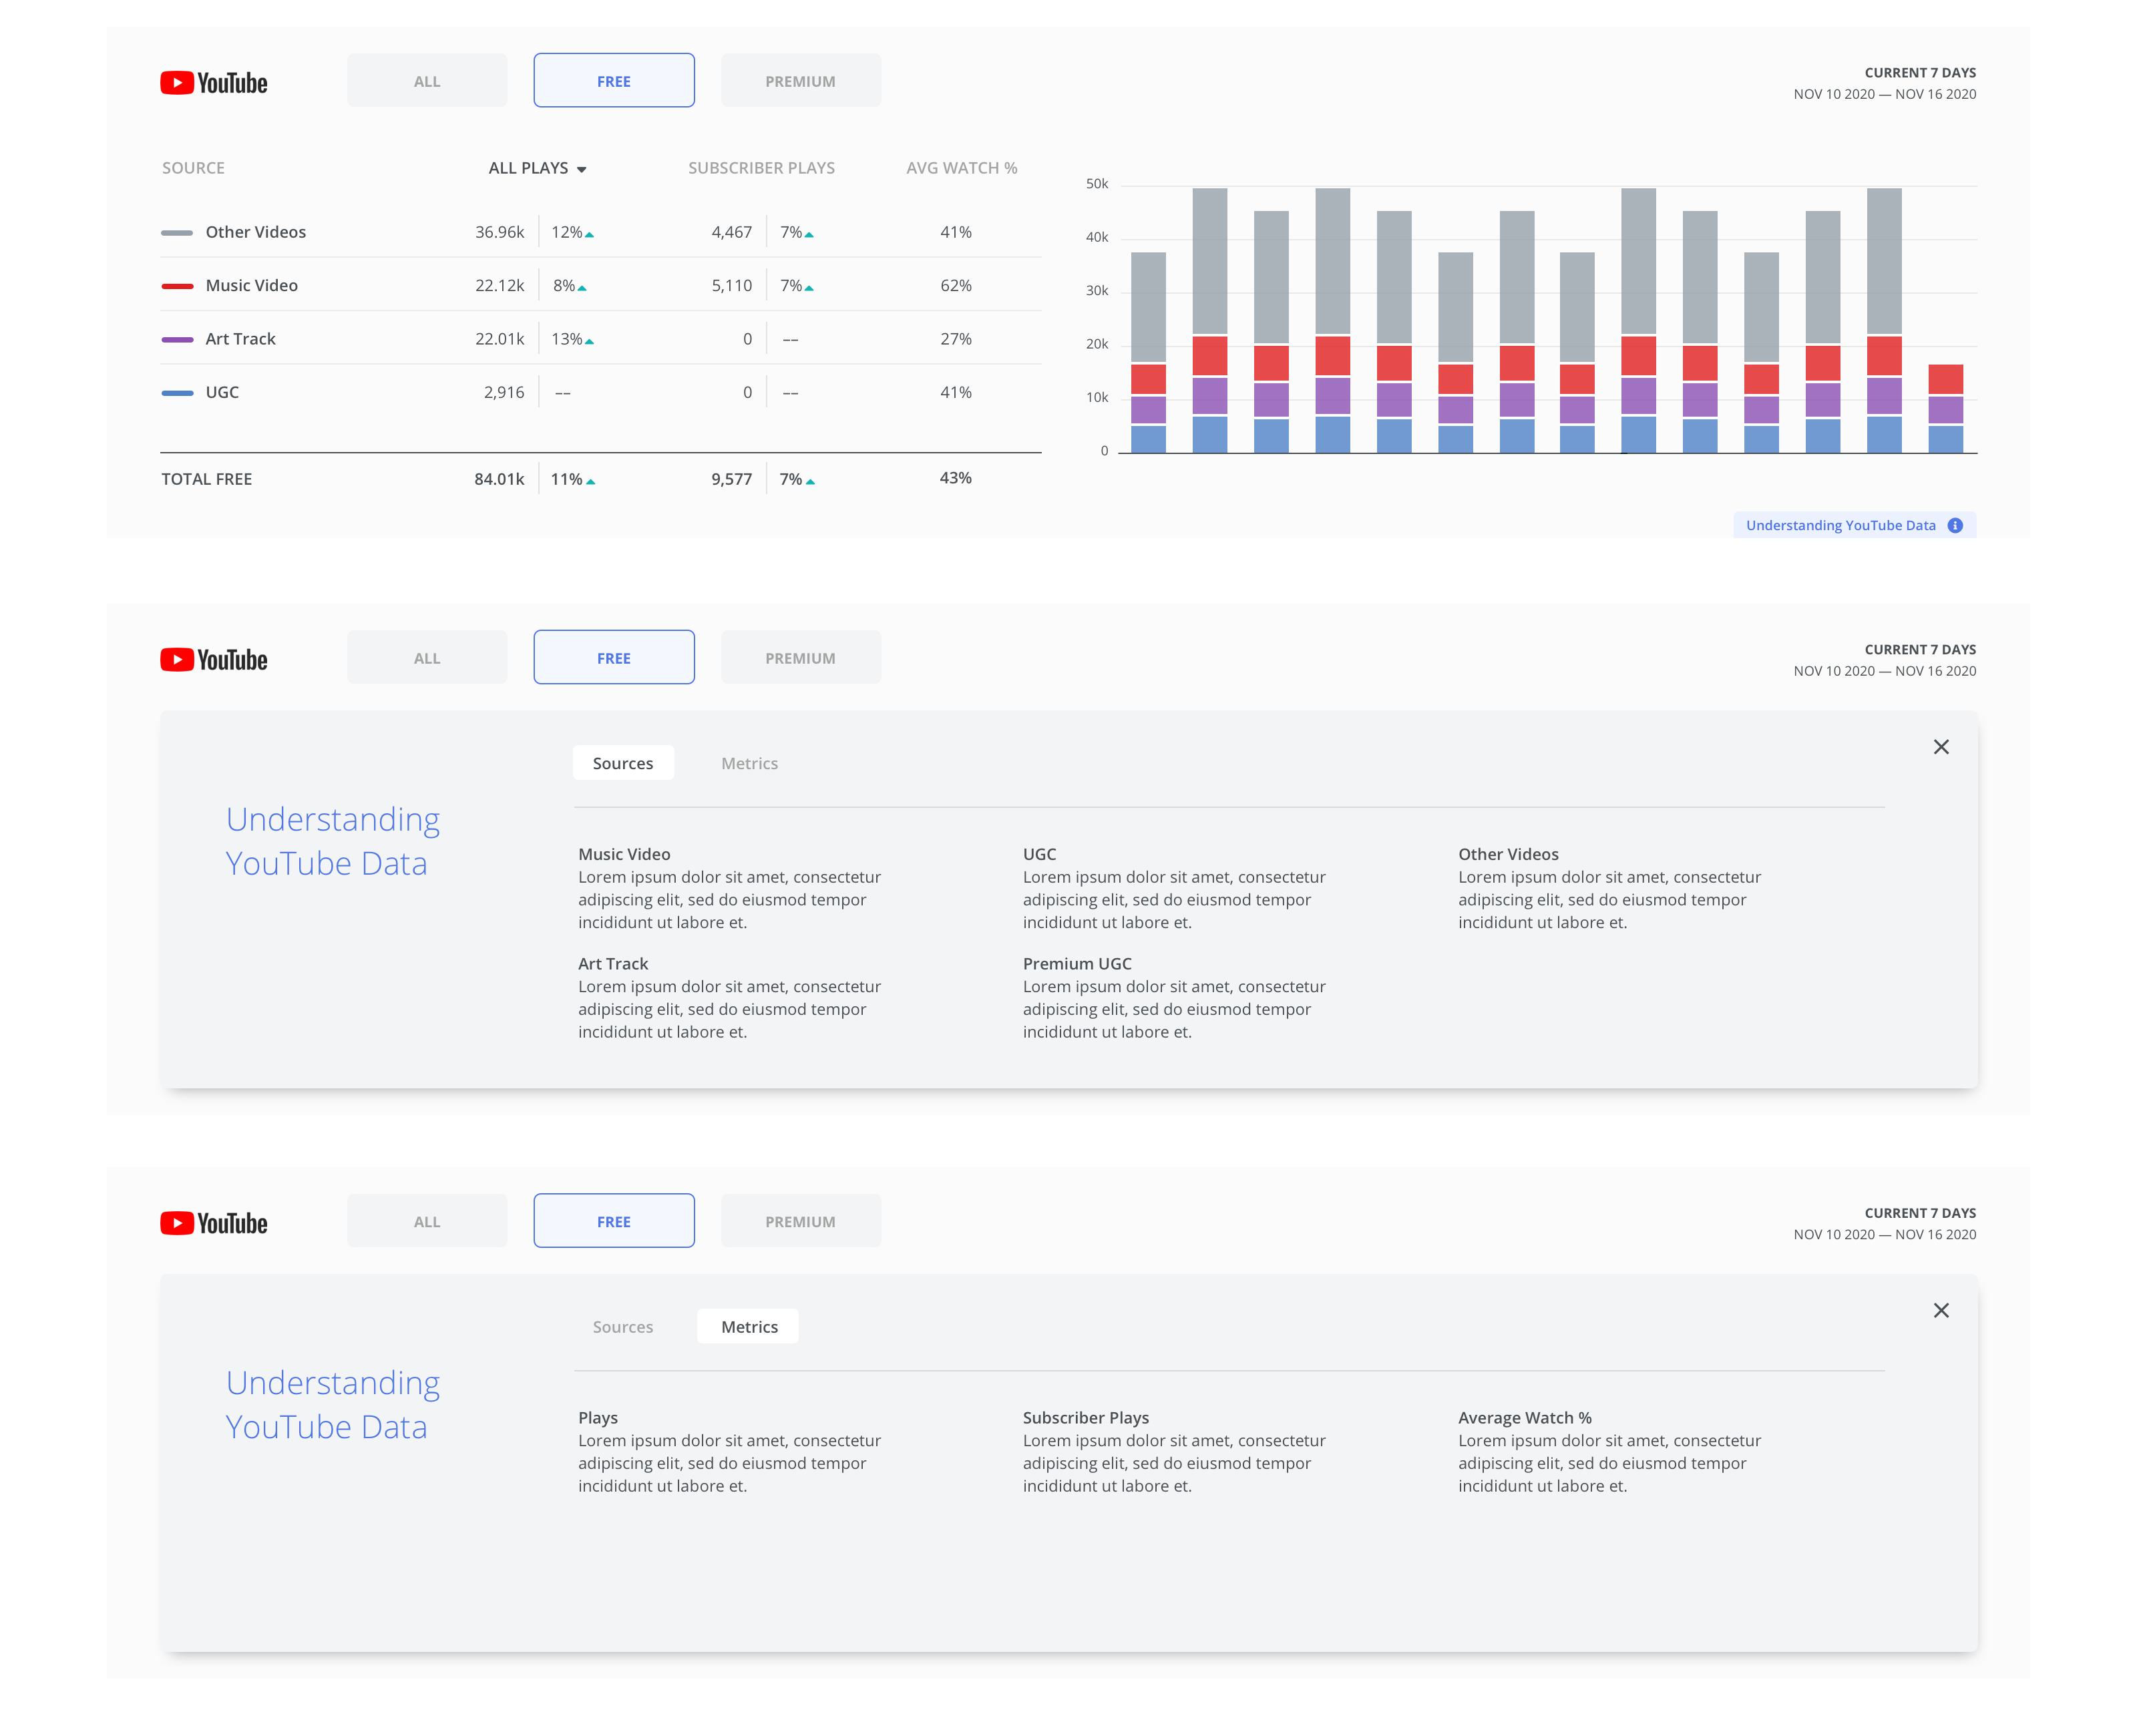 YouTube ALL FREE PREMIUM CURRENT 7 DAYS
NOV 10 2020 — NOV 16 2020
SOURCE ALL PLAYS SUBSCRIBER PLAYS AVG WATCH %
Other Videos 36.96k 12% 4,467 7% 41%
Music Video 22.12k 8% 5,110 7% 62%
Art Track 22.01k 13% 0 -- 27%
UGC 2,916 -- 0 -- 41%
TOTAL FREE 84.01k 11% 9,577 7% 43%
50k
40k
30k
20k
10k
0
Understanding YouTube Data i
YouTube ALL FREE PREMIUM CURRENT 7 DAYS
NOV 10 2020 — NOV 16 2020
Sources Metrics
Understanding
YouTube Data
Music Video
Lorem ipsum dolor sit amet, consectetur
adipiscing elit, sed do eiusmod tempor
incididunt ut labore et.
UGC
Lorem ipsum dolor sit amet, consectetur
adipiscing elit, sed do eiusmod tempor
incididunt ut labore et.
Other Videos
Lorem ipsum dolor sit amet, consectetur
adipiscing elit, sed do eiusmod tempor
incididunt ut labore et.
Art Track
Lorem ipsum dolor sit amet, consectetur
adipiscing elit, sed do eiusmod tempor
incididunt ut labore et.
Premium UGC
Lorem ipsum dolor sit amet, consectetur
adipiscing elit, sed do eiusmod tempor
incididunt ut labore et.
YouTube ALL FREE PREMIUM CURRENT 7 DAYS
NOV 10 2020 — NOV 16 2020
Sources Metrics
Understanding
YouTube Data
Plays
Lorem ipsum dolor sit amet, consectetur
adipiscing elit, sed do eiusmod tempor
incididunt ut labore et.
Subscriber Plays
Lorem ipsum dolor sit amet, consectetur
adipiscing elit, sed do eiusmod tempor
incididunt ut labore et.
Average Watch %
Lorem ipsum dolor sit amet, consectetur
adipiscing elit, sed do eiusmod tempor
incididunt ut labore et.